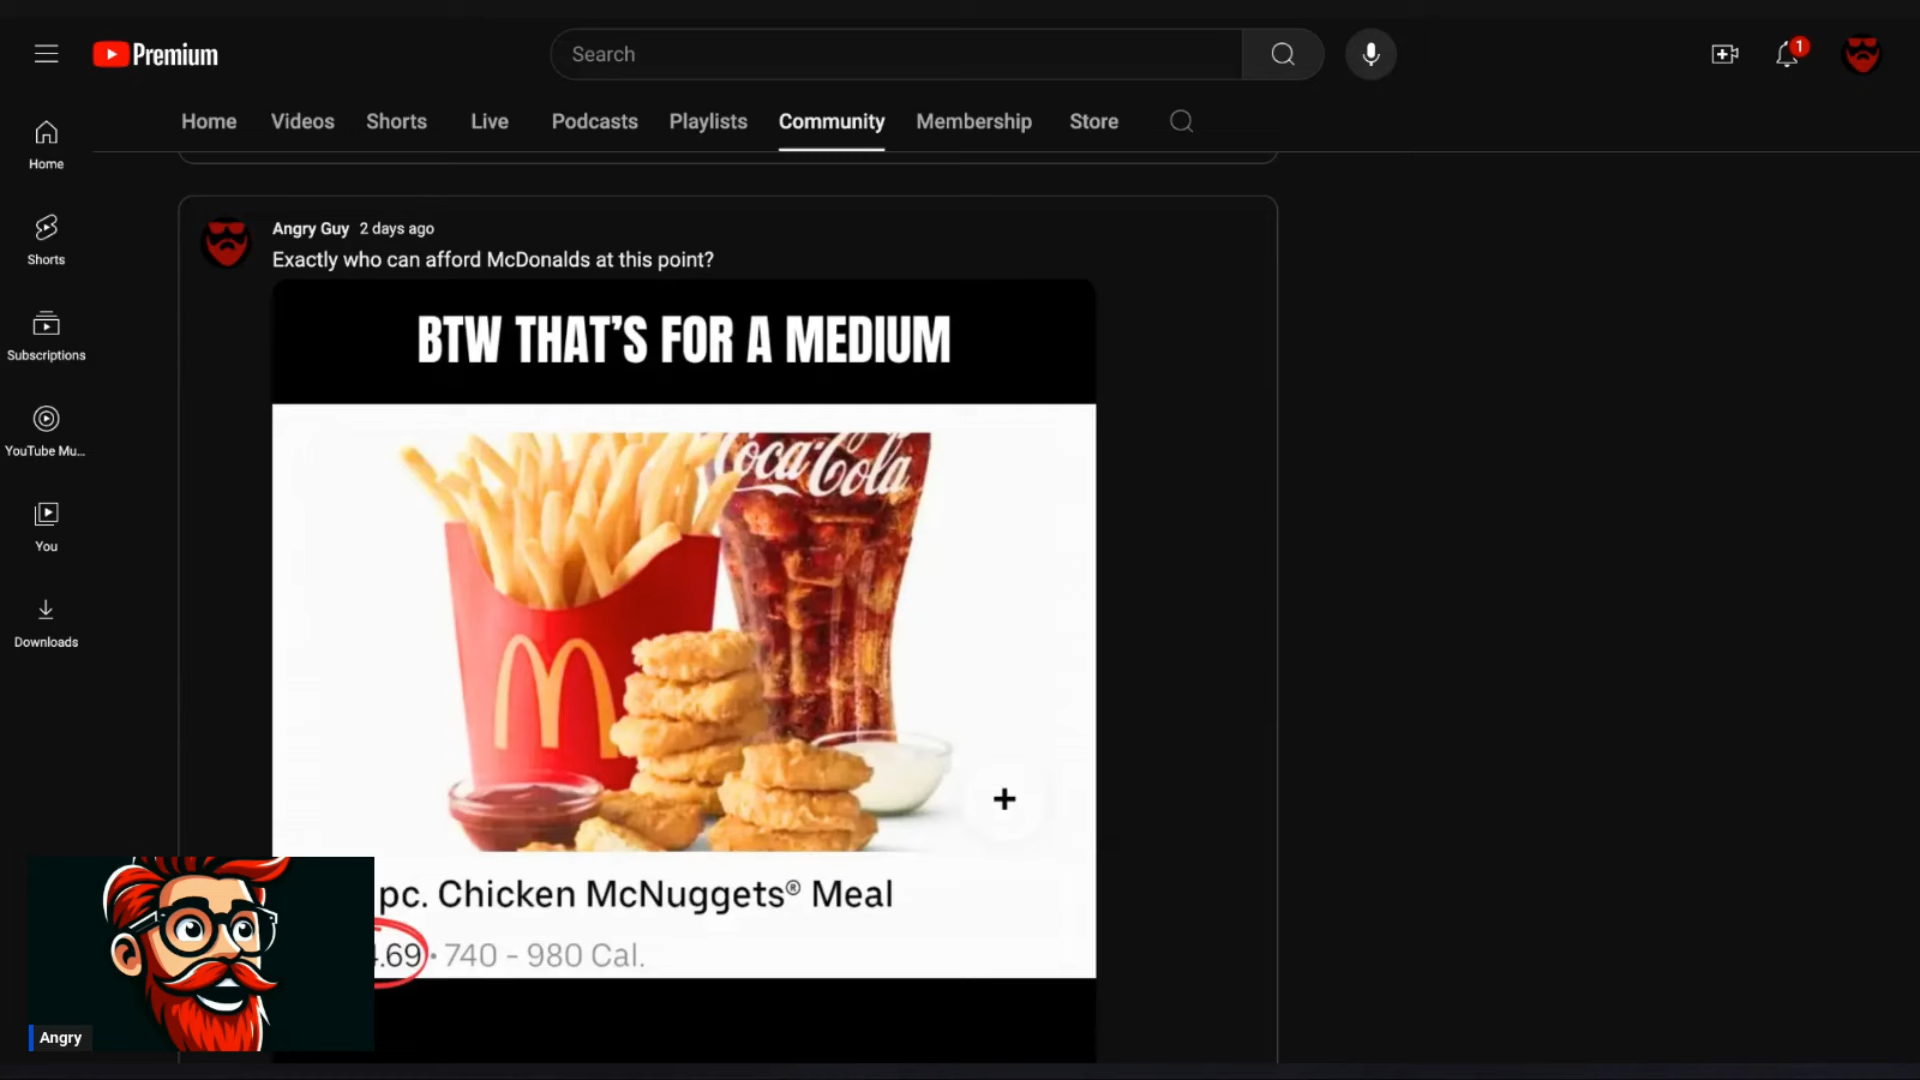 Premium
Search
1
Home Videos Shorts Live Podcasts Playlists Community Membership Store
Home
Shorts
Subscriptions
YouTube Mu...
You
Downloads
Angry Guy 2 days ago
Exactly who can afford McDonalds at this point?
BTW THAT'S FOR A MEDIUM
Coca-Cola
pc. Chicken McNuggets® Meal
.69 • 740 - 980 Cal.
Angry